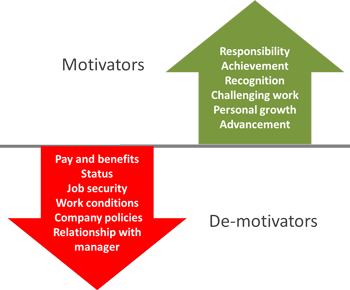 Motivators
Responsibility
Achievement
Recognition
Challenging work
Personal growth
Advancement
Pay and benefits
Status
Job security
Work conditions
Company policies
Relationship with
manager
De-motivators